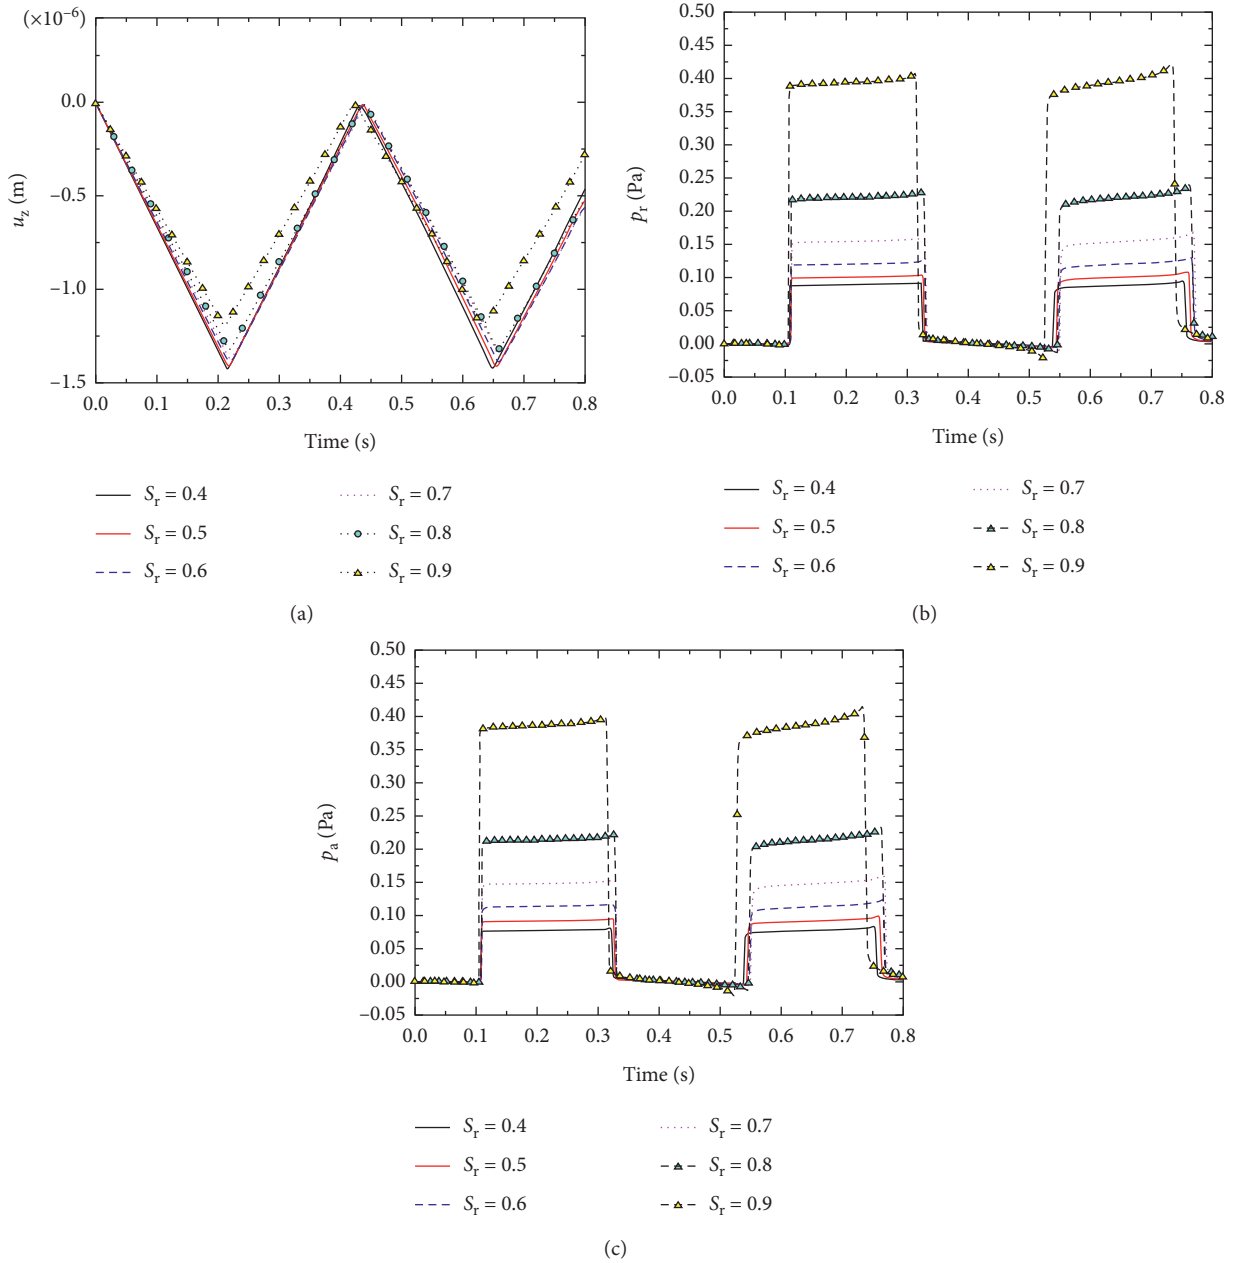 (×10⁻⁶)
0.0
−0.5
−1.0
−1.5
u_z (m)
0.0 0.1 0.2 0.3 0.4 0.5 0.6 0.7 0.8
Time (s)
S_r = 0.4 S_r = 0.7
S_r = 0.5 S_r = 0.8
S_r = 0.6 S_r = 0.9
(a)
0.50
0.45
0.40
0.35
0.30
0.25
0.20
0.15
0.10
0.05
0.00
−0.05
p_r (Pa)
0.0 0.1 0.2 0.3 0.4 0.5 0.6 0.7 0.8
Time (s)
S_r = 0.4 S_r = 0.7
S_r = 0.5 S_r = 0.8
S_r = 0.6 S_r = 0.9
(b)
0.50
0.45
0.40
0.35
0.30
0.25
0.20
0.15
0.10
0.05
0.00
−0.05
p_a (Pa)
0.0 0.1 0.2 0.3 0.4 0.5 0.6 0.7 0.8
Time (s)
S_r = 0.4 S_r = 0.7
S_r = 0.5 S_r = 0.8
S_r = 0.6 S_r = 0.9
(c)